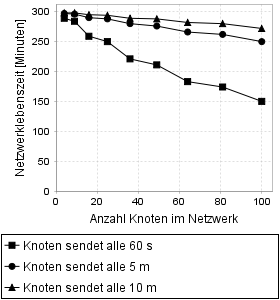 Netzwerklebenszeit [Minuten]
300
250
200
150
100
50
0
0 20 40 60 80 100
Anzahl Knoten im Netzwerk
Knoten sendet alle 60 s
Knoten sendet alle 5 m
Knoten sendet alle 10 m